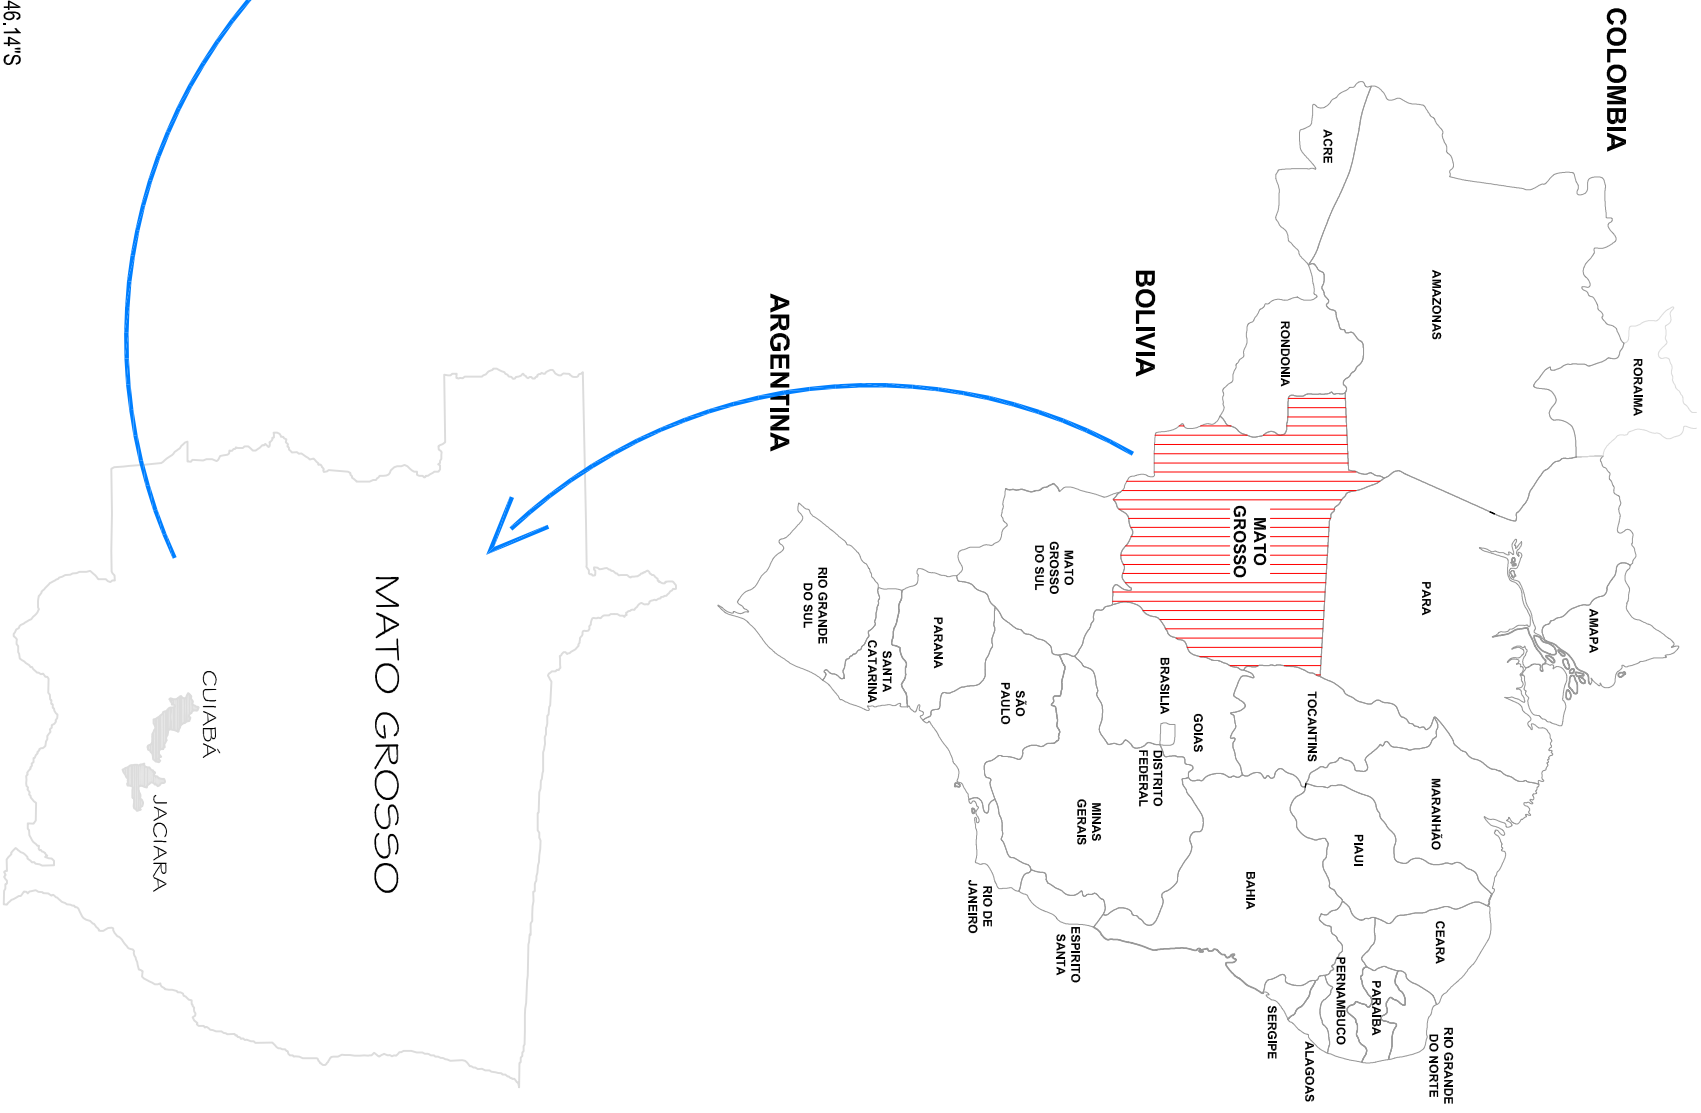 COLOMBIA
RORAIMA
AMAPA
AMAZONAS
PARA
ACRE
RONDONIA
MARANHÃO
CEARA
RIO GRANDE
DO NORTE
PIAUI
PARAIBA
PERNAMBUCO
ALAGOAS
SERGIPE
TOCANTINS
BAHIA
MATO
GROSSO
BOLIVIA
GOIAS
BRASILIA
DISTRITO
FEDERAL
MINAS
GERAIS
ESPIRITO
SANTA
MATO
GROSSO
DO SUL
SÃO
PAULO
RIO DE
JANEIRO
PARANA
SANTA
CATARINA
RIO GRANDE
DO SUL
ARGENTINA
MATO GROSSO
CUIABÁ
JACIARA
46.14"S